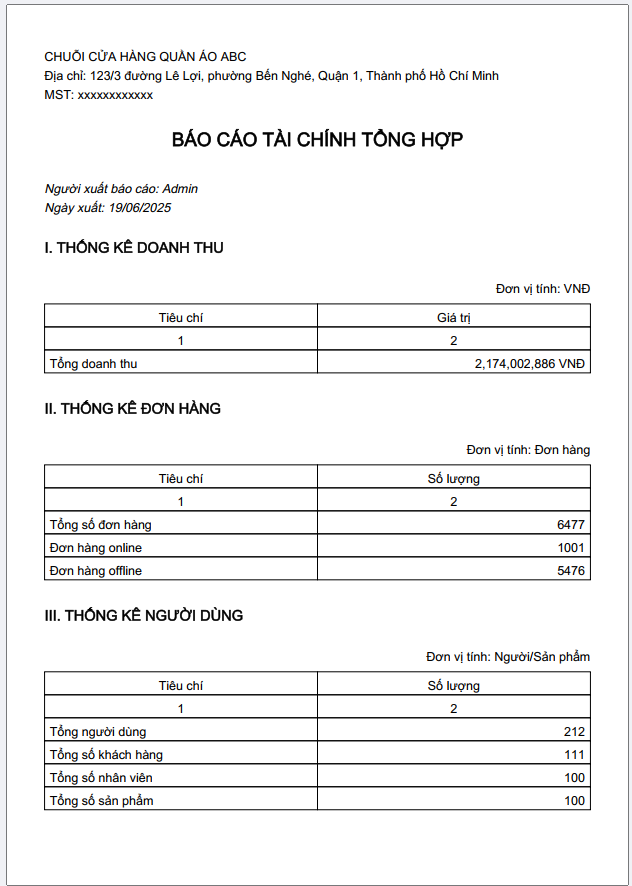 CHUỖI CỬA HÀNG QUẦN ÁO ABC
Địa chỉ: 123/3 đường Lê Lợi, phường Bến Nghé, Quận 1, Thành phố Hồ Chí Minh
MST: xxxxxxxxxxxx
BÁO CÁO TÀI CHÍNH TỔNG HỢP
Người xuất báo cáo: Admin
Ngày xuất: 19/06/2025
I. THỐNG KÊ DOANH THU
Đơn vị tính: VNĐ
Tiêu chí Giá trị
1 2
Tổng doanh thu 2,174,002,886 VNĐ
II. THỐNG KÊ ĐƠN HÀNG
Đơn vị tính: Đơn hàng
Tiêu chí Số lượng
1 2
Tổng số đơn hàng 6477
Đơn hàng online 1001
Đơn hàng offline 5476
III. THỐNG KÊ NGƯỜI DÙNG
Đơn vị tính: Người/Sản phẩm
Tiêu chí Số lượng
1 2
Tổng người dùng 212
Tổng số khách hàng 111
Tổng số nhân viên 100
Tổng số sản phẩm 100